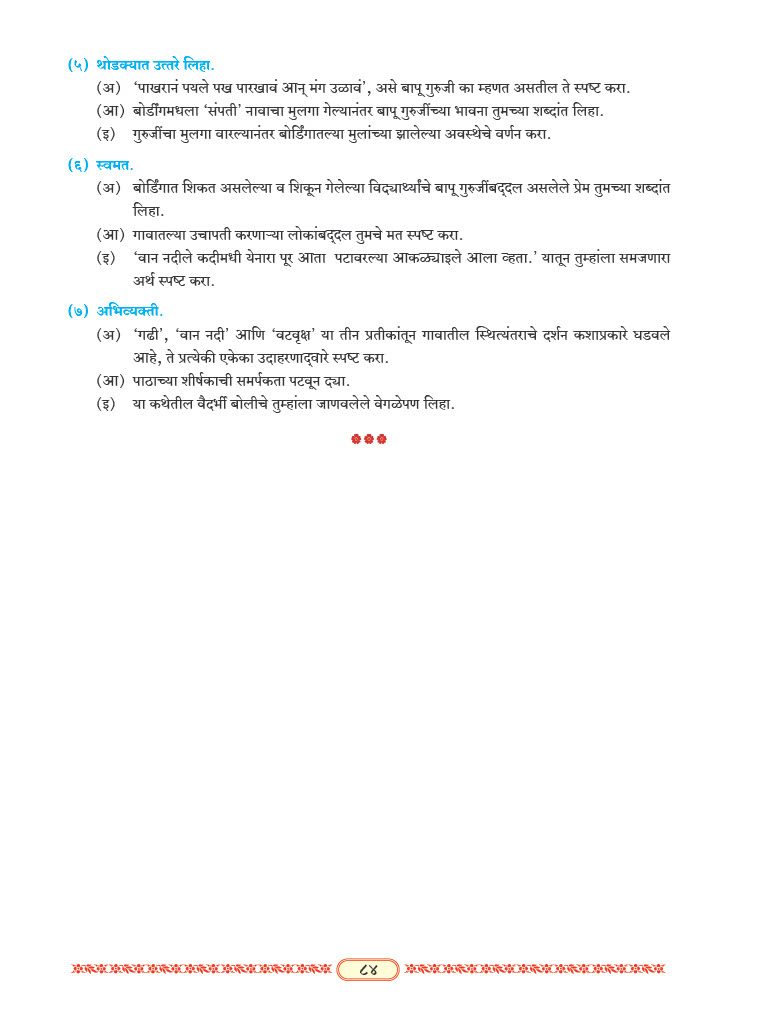 (५) थोडक्यात उत्तरे लिहा.
(अ) ‘पाखरानं पयले पख पारखावं आन् मंग उळावं’, असे बापू गुरुजी का म्हणत असतील ते स्पष्ट करा.
(आ) बोर्डींगमधला ‘संपती’ नावाचा मुलगा गेल्यानंतर बापू गुरुजींच्या भावना तुमच्या शब्दांत लिहा.
(इ) गुरुजींचा मुलगा वारल्यानंतर बोर्डिंगातल्या मुलांच्या झालेल्या अवस्थेचे वर्णन करा.
(६) स्वमत.
(अ) बोर्डिंगात शिकत असलेल्या व शिकून गेलेल्या विद्यार्थ्यांचे बापू गुरुजींबद्दल असलेले प्रेम तुमच्या शब्दांत
लिहा.
(आ) गावातल्या उचापती करणाऱ्या लोकांबद्दल तुमचे मत स्पष्ट करा.
(इ) ‘वान नदीले कदीमधी येनारा पूर आता पटावरल्या आकळ्याइले आला व्हता.’ यातून तुम्हांला समजणारा
अर्थ स्पष्ट करा.
(७) अभिव्यक्ती.
(अ) ‘गढी’, ‘वान नदी’ आणि ‘वटवृक्ष’ या तीन प्रतीकांतून गावातील स्थित्यंतराचे दर्शन कशाप्रकारे घडवले
आहे, ते प्रत्येकी एकेका उदाहरणाद्वारे स्पष्ट करा.
(आ) पाठाच्या शीर्षकाची समर्पकता पटवून द्या.
(इ) या कथेतील वैदर्भी बोलीचे तुम्हांला जाणवलेले वेगळेपण लिहा.
८४